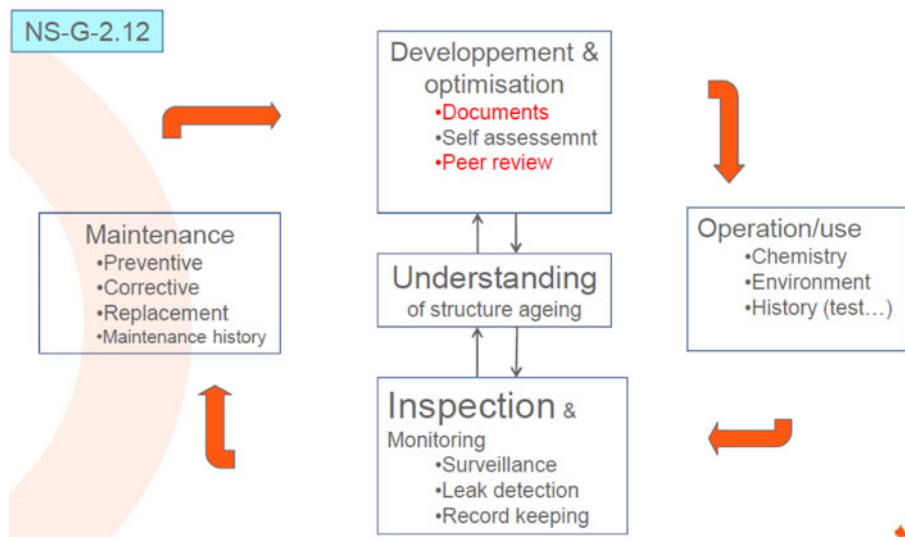 NS-G-2.12
Developpement &
optimisation
•Documents
•Self assessemnt
•Peer review
Maintenance
•Preventive
•Corrective
•Replacement
•Maintenance history
Understanding
of structure ageing
Operation/use
•Chemistry
•Environment
•History (test…)
Inspection &
Monitoring
•Surveillance
•Leak detection
•Record keeping